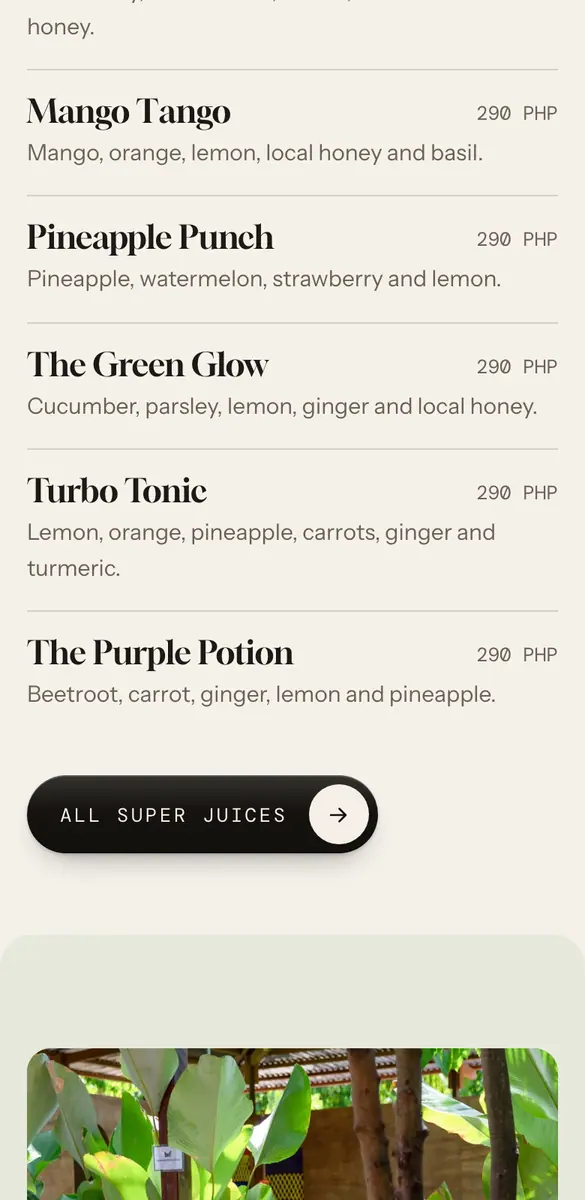 honey.
Mango Tango 290 PHP
Mango, orange, lemon, local honey and basil.
Pineapple Punch 290 PHP
Pineapple, watermelon, strawberry and lemon.
The Green Glow 290 PHP
Cucumber, parsley, lemon, ginger and local honey.
Turbo Tonic 290 PHP
Lemon, orange, pineapple, carrots, ginger and
turmeric.
The Purple Potion 290 PHP
Beetroot, carrot, ginger, lemon and pineapple.
ALL SUPER JUICES →